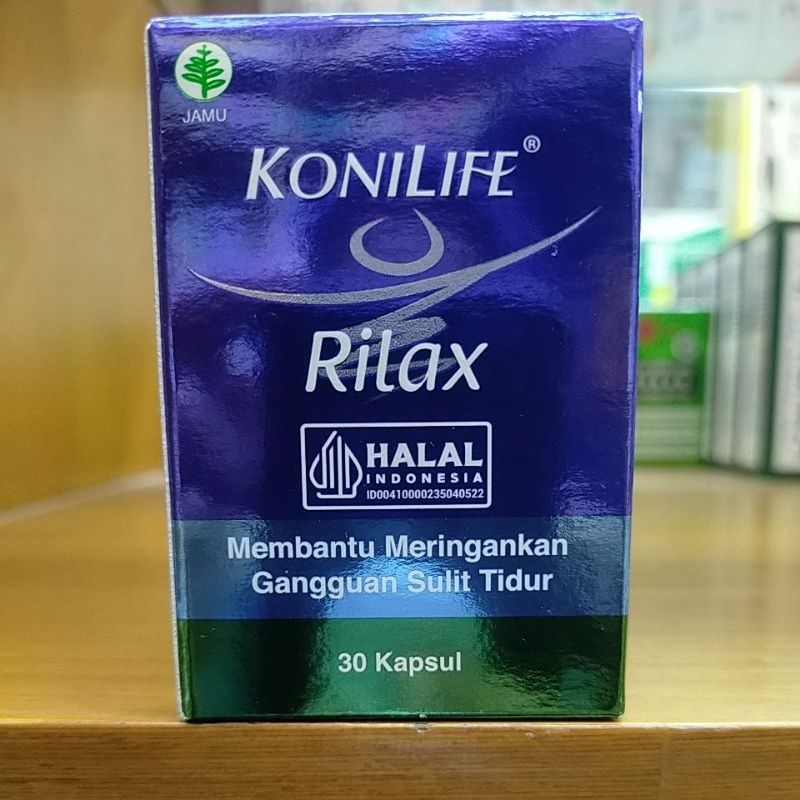 JAMU
KONILIFE®
Rilax
HALAL
INDONESIA
ID00410000235040522
Membantu Meringankan
Gangguan Sulit Tidur
30 Kapsul